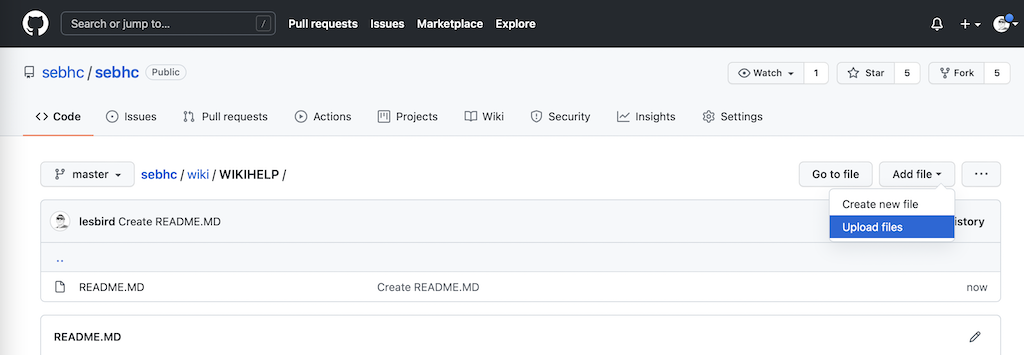 Search or jump to... /
Pull requests Issues Marketplace Explore
sebhc / sebhc Public
Watch 1 Star 5 Fork 5
Code Issues Pull requests Actions Projects Wiki Security Insights Settings
master sebhc / wiki / WIKIHELP / Go to file Add file ...
Create new file
Upload files
lesbird Create README.MD istory
..
README.MD Create README.MD now
README.MD